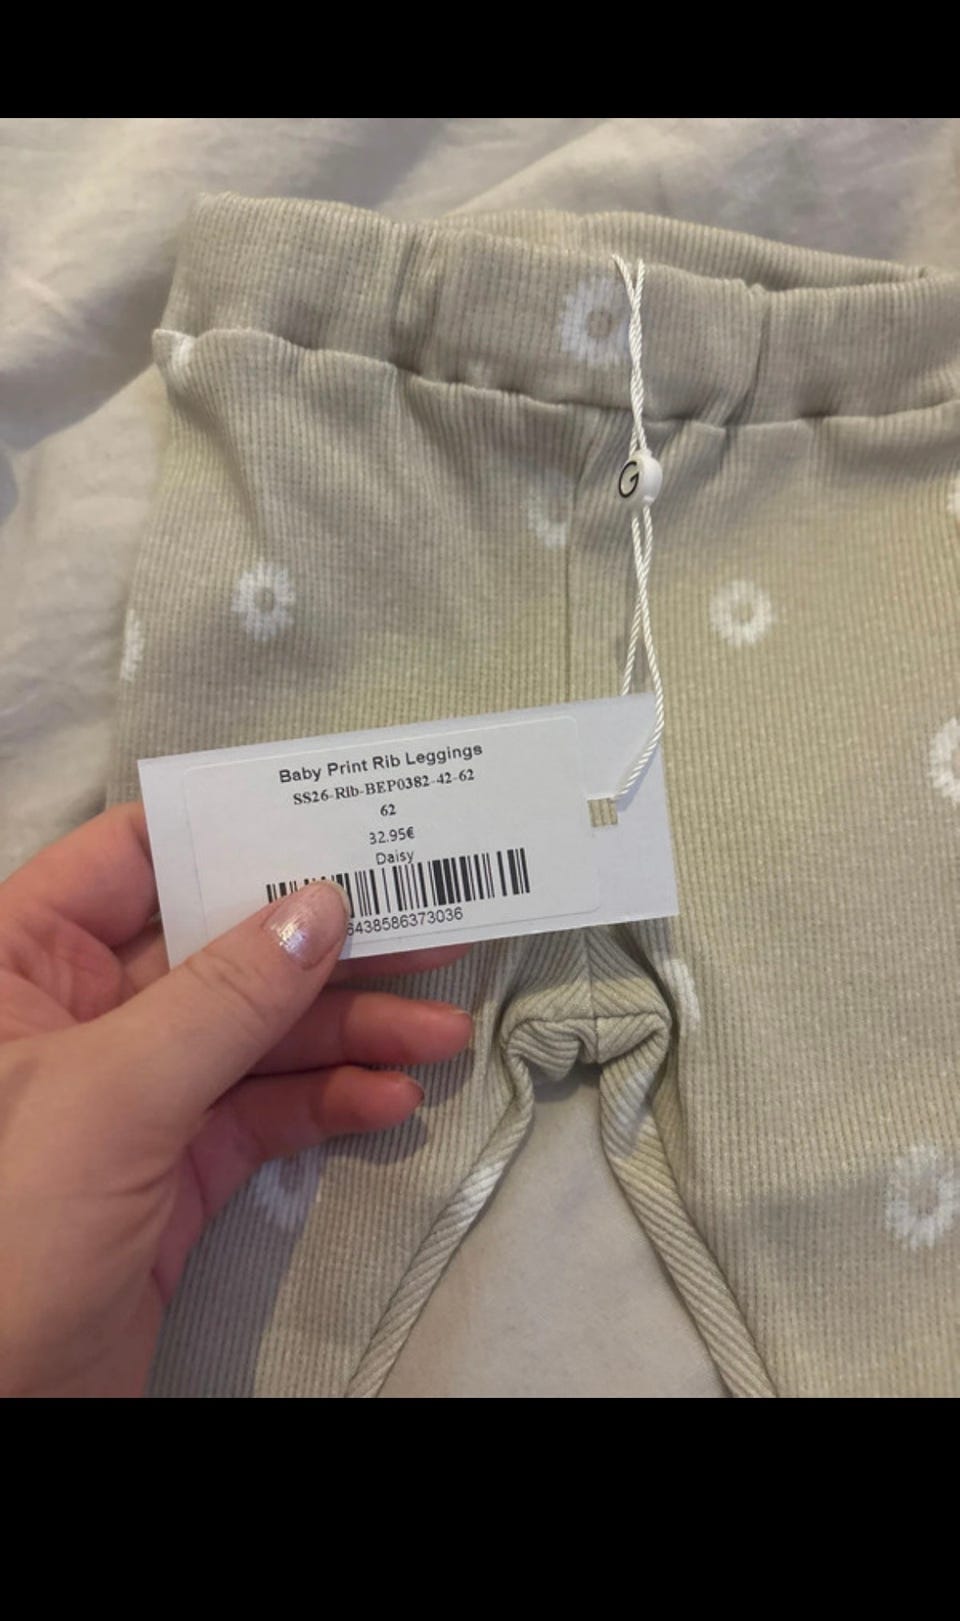 G
Baby Print Rib Leggings
SS26-Rib-BEP0382-42-62
62
32.95€
Daisy
6438586373036